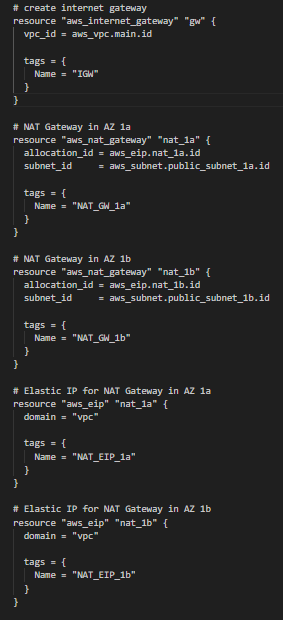 # create internet gateway
resource "aws_internet_gateway" "gw" {
  vpc_id = aws_vpc.main.id

  tags = {
    Name = "IGW"
  }
}

# NAT Gateway in AZ 1a
resource "aws_nat_gateway" "nat_1a" {
  allocation_id = aws_eip.nat_1a.id
  subnet_id     = aws_subnet.public_subnet_1a.id

  tags = {
    Name = "NAT_GW_1a"
  }
}

# NAT Gateway in AZ 1b
resource "aws_nat_gateway" "nat_1b" {
  allocation_id = aws_eip.nat_1b.id
  subnet_id     = aws_subnet.public_subnet_1b.id

  tags = {
    Name = "NAT_GW_1b"
  }
}

# Elastic IP for NAT Gateway in AZ 1a
resource "aws_eip" "nat_1a" {
  domain = "vpc"

  tags = {
    Name = "NAT_EIP_1a"
  }
}

# Elastic IP for NAT Gateway in AZ 1b
resource "aws_eip" "nat_1b" {
  domain = "vpc"

  tags = {
    Name = "NAT_EIP_1b"
  }
}